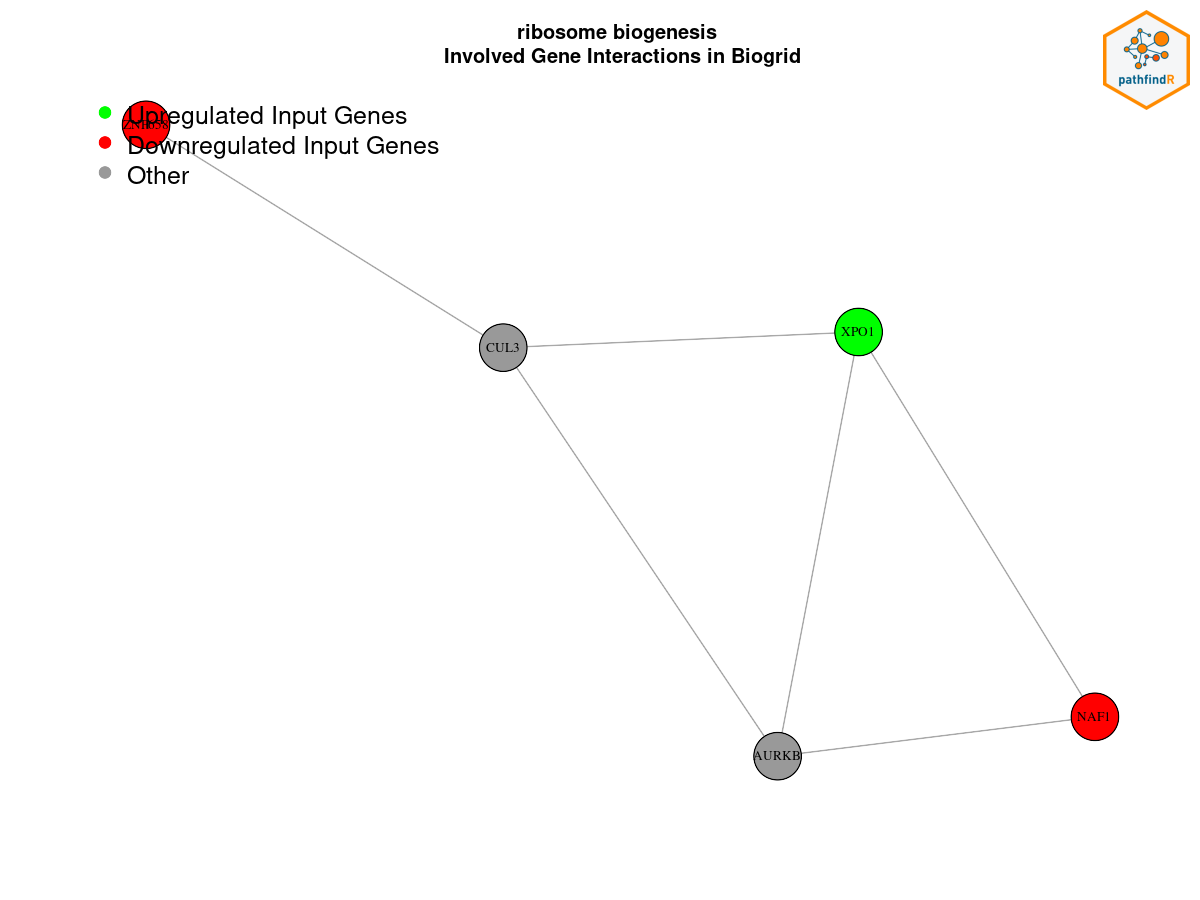 ribosome biogenesis
Involved Gene Interactions in Biogrid
pathfindR
Upregulated Input Genes
ZNF658
Downregulated Input Genes
Other
XPO1
CUL3
NAF1
AURKB